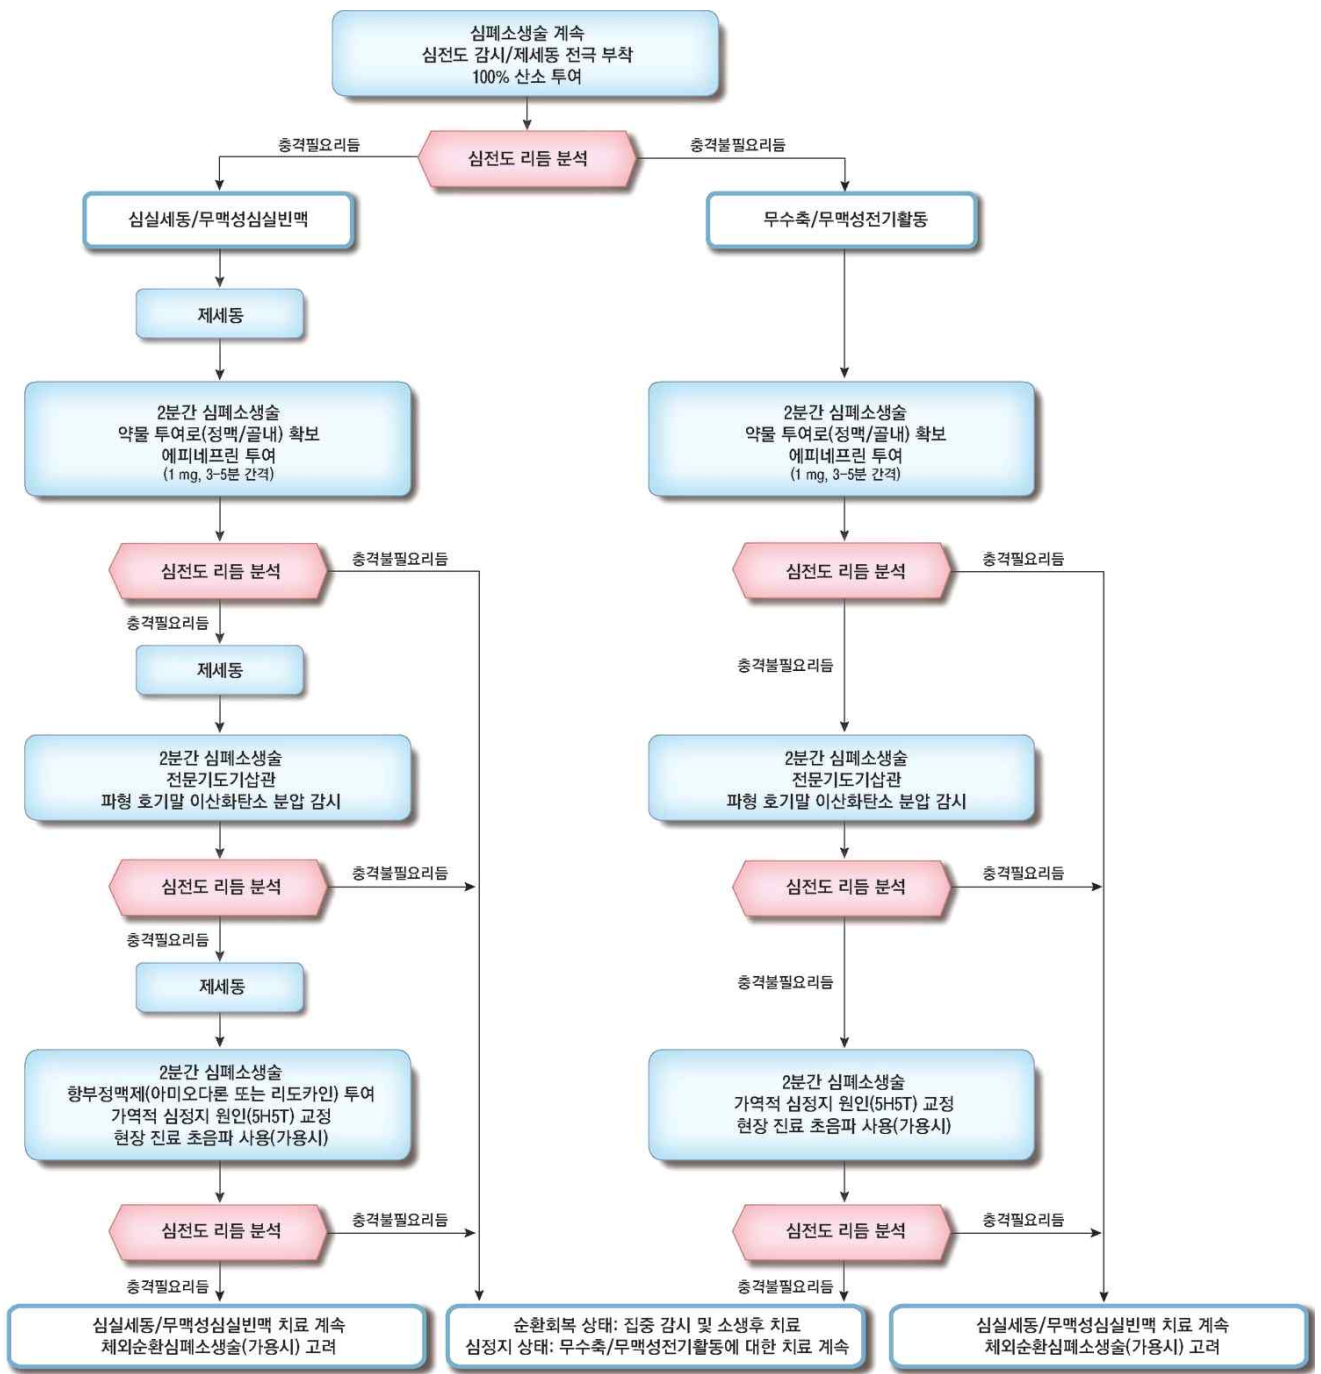 심폐소생술 계속
심전도 감시/제세동 전극 부착
100% 산소 투여
충격필요리듬
심전도 리듬 분석
충격불필요리듬
심실세동/무맥성심실빈맥
무수축/무맥성전기활동
제세동
2분간 심폐소생술
약물 투여로(정맥/골내) 확보
에피네프린 투여
(1 mg, 3-5분 간격)
2분간 심폐소생술
약물 투여로(정맥/골내) 확보
에피네프린 투여
(1 mg, 3-5분 간격)
심전도 리듬 분석
충격불필요리듬
심전도 리듬 분석
충격필요리듬
충격필요리듬
제세동
충격불필요리듬
2분간 심폐소생술
전문기도기삽관
파형 호기말 이산화탄소 분압 감시
2분간 심폐소생술
전문기도기삽관
파형 호기말 이산화탄소 분압 감시
심전도 리듬 분석
충격불필요리듬
심전도 리듬 분석
충격필요리듬
충격필요리듬
제세동
충격불필요리듬
2분간 심폐소생술
항부정맥제(아미오다론 또는 리도카인) 투여
가역적 심정지 원인(5H5T) 교정
현장 진료 초음파 사용(가용시)
2분간 심폐소생술
가역적 심정지 원인(5H5T) 교정
현장 진료 초음파 사용(가용시)
심전도 리듬 분석
충격불필요리듬
심전도 리듬 분석
충격필요리듬
충격필요리듬
충격불필요리듬
심실세동/무맥성심실빈맥 치료 계속
체외순환심폐소생술(가용시) 고려
순환회복 상태: 집중 감시 및 소생후 치료
심정지 상태: 무수축/무맥성전기활동에 대한 치료 계속
심실세동/무맥성심실빈맥 치료 계속
체외순환심폐소생술(가용시) 고려